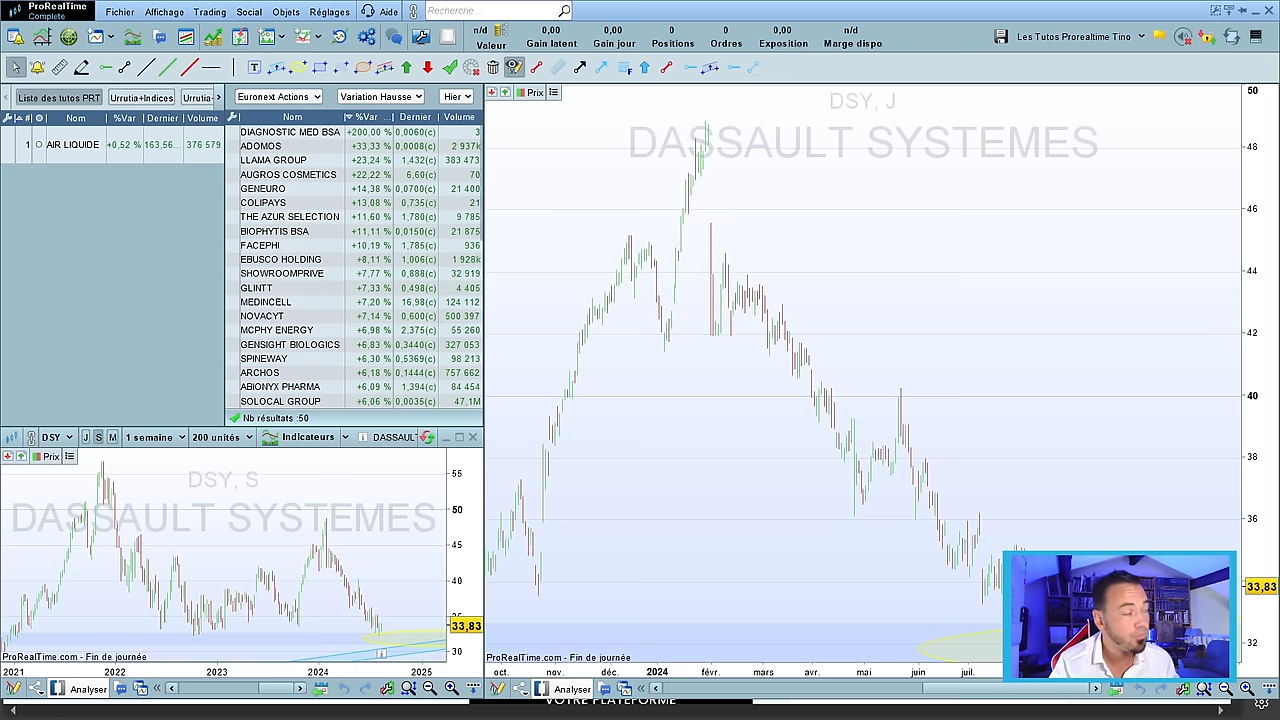 ProRealTime
Complete
Fichier Affichage Trading Social Objets Réglages Aide Recherche ...
n/d 0,00 0,00 0 0 0,00 n/d
Valeur Gain latent Gain jour Positions Ordres Exposition Marge dispo
Les Tutos Prorealtime Tino
Liste des tutos PRT Urrutia+Indices Urrutia-
# Nom %Var Dernier Volume
1 AIR LIQUIDE +0,52 % 163,56... 376 579
Euronext Actions Variation Hausse Hier
Nom %Var ... Dernier Volume
DIAGNOSTIC MED BSA +200,00 % 0,0060(c) 3
ADOMOS +33,33 % 0,0008(c) 2 937k
LLAMA GROUP +23,24 % 1,432(c) 383 473
AUGROS COSMETICS +22,22 % 6,60(c) 70
GENEURO +14,38 % 0,0700(c) 21 400
COLIPAYS +13,08 % 0,735(c) 21
THE AZUR SELECTION +11,60 % 1,780(c) 9 785
BIOPHYTIS BSA +11,11 % 0,0150(c) 21 875
FACEPHI +10,19 % 1,785(c) 936
EBUSCO HOLDING +8,11 % 1,006(c) 1 928k
SHOWROOMPRIVE +7,77 % 0,888(c) 32 919
GLINTT +7,33 % 0,498(c) 4 405
MEDINCELL +7,20 % 16,98(c) 124 112
NOVACYT +7,14 % 0,600(c) 500 397
MCPHY ENERGY +6,98 % 2,375(c) 55 260
GENSIGHT BIOLOGICS +6,83 % 0,3440(c) 327 053
SPINEWAY +6,30 % 0,5369(c) 98 213
ARCHOS +6,18 % 0,1444(c) 757 662
ABIONYX PHARMA +6,09 % 1,394(c) 84 454
SOLOCAL GROUP +6,06 % 0,0035(c) 47,1M
Nb résultats :50
DSY J S M 1 semaine 200 unités Indicateurs DASSAULT
Prix
DSY, S
DASSAULT SYSTEMES
55
50
45
40
35
33,83
30
ProRealTime.com - Fin de journée
2021 2022 2023 2024 2025
Analyser
Prix
DSY, J
DASSAULT SYSTEMES
50
48
46
44
42
40
38
36
33,83
32
ProRealTime.com - Fin de journée
oct. nov. déc. 2024 févr. mars avr. mai juin juil.
Analyser
VOTRE PLATEFORME